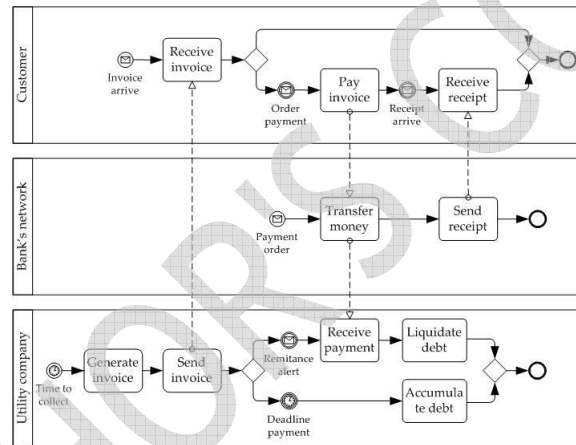 Customer
Invoice
arrive
Receive
invoice
Order
payment
Pay
invoice
Receipt
arrive
Receive
receipt
Bank's network
Payment
order
Transfer
money
Send
receipt
Utility company
Time to
collect
Generate
invoice
Send
invoice
Remitance
alert
Receive
payment
Liquidate
debt
Deadline
payment
Accumula
te debt
HOR'S C